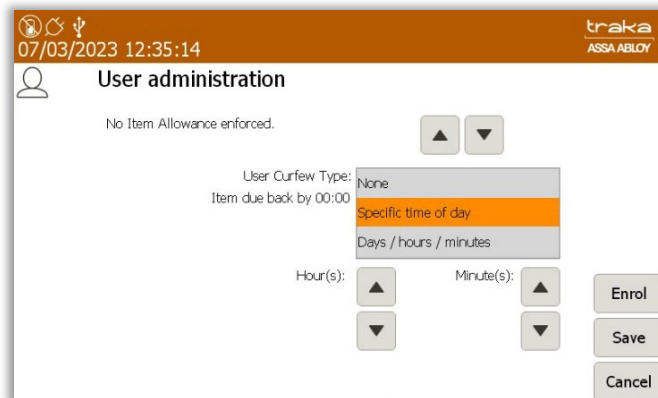 07/03/2023 12:35:14
traka
ASSA ABLOY
User administration
No Item Allowance enforced.
User Curfew Type:
Item due back by 00:00
None
Specific time of day
Days / hours / minutes
Hour(s):
Minute(s):
Enrol
Save
Cancel